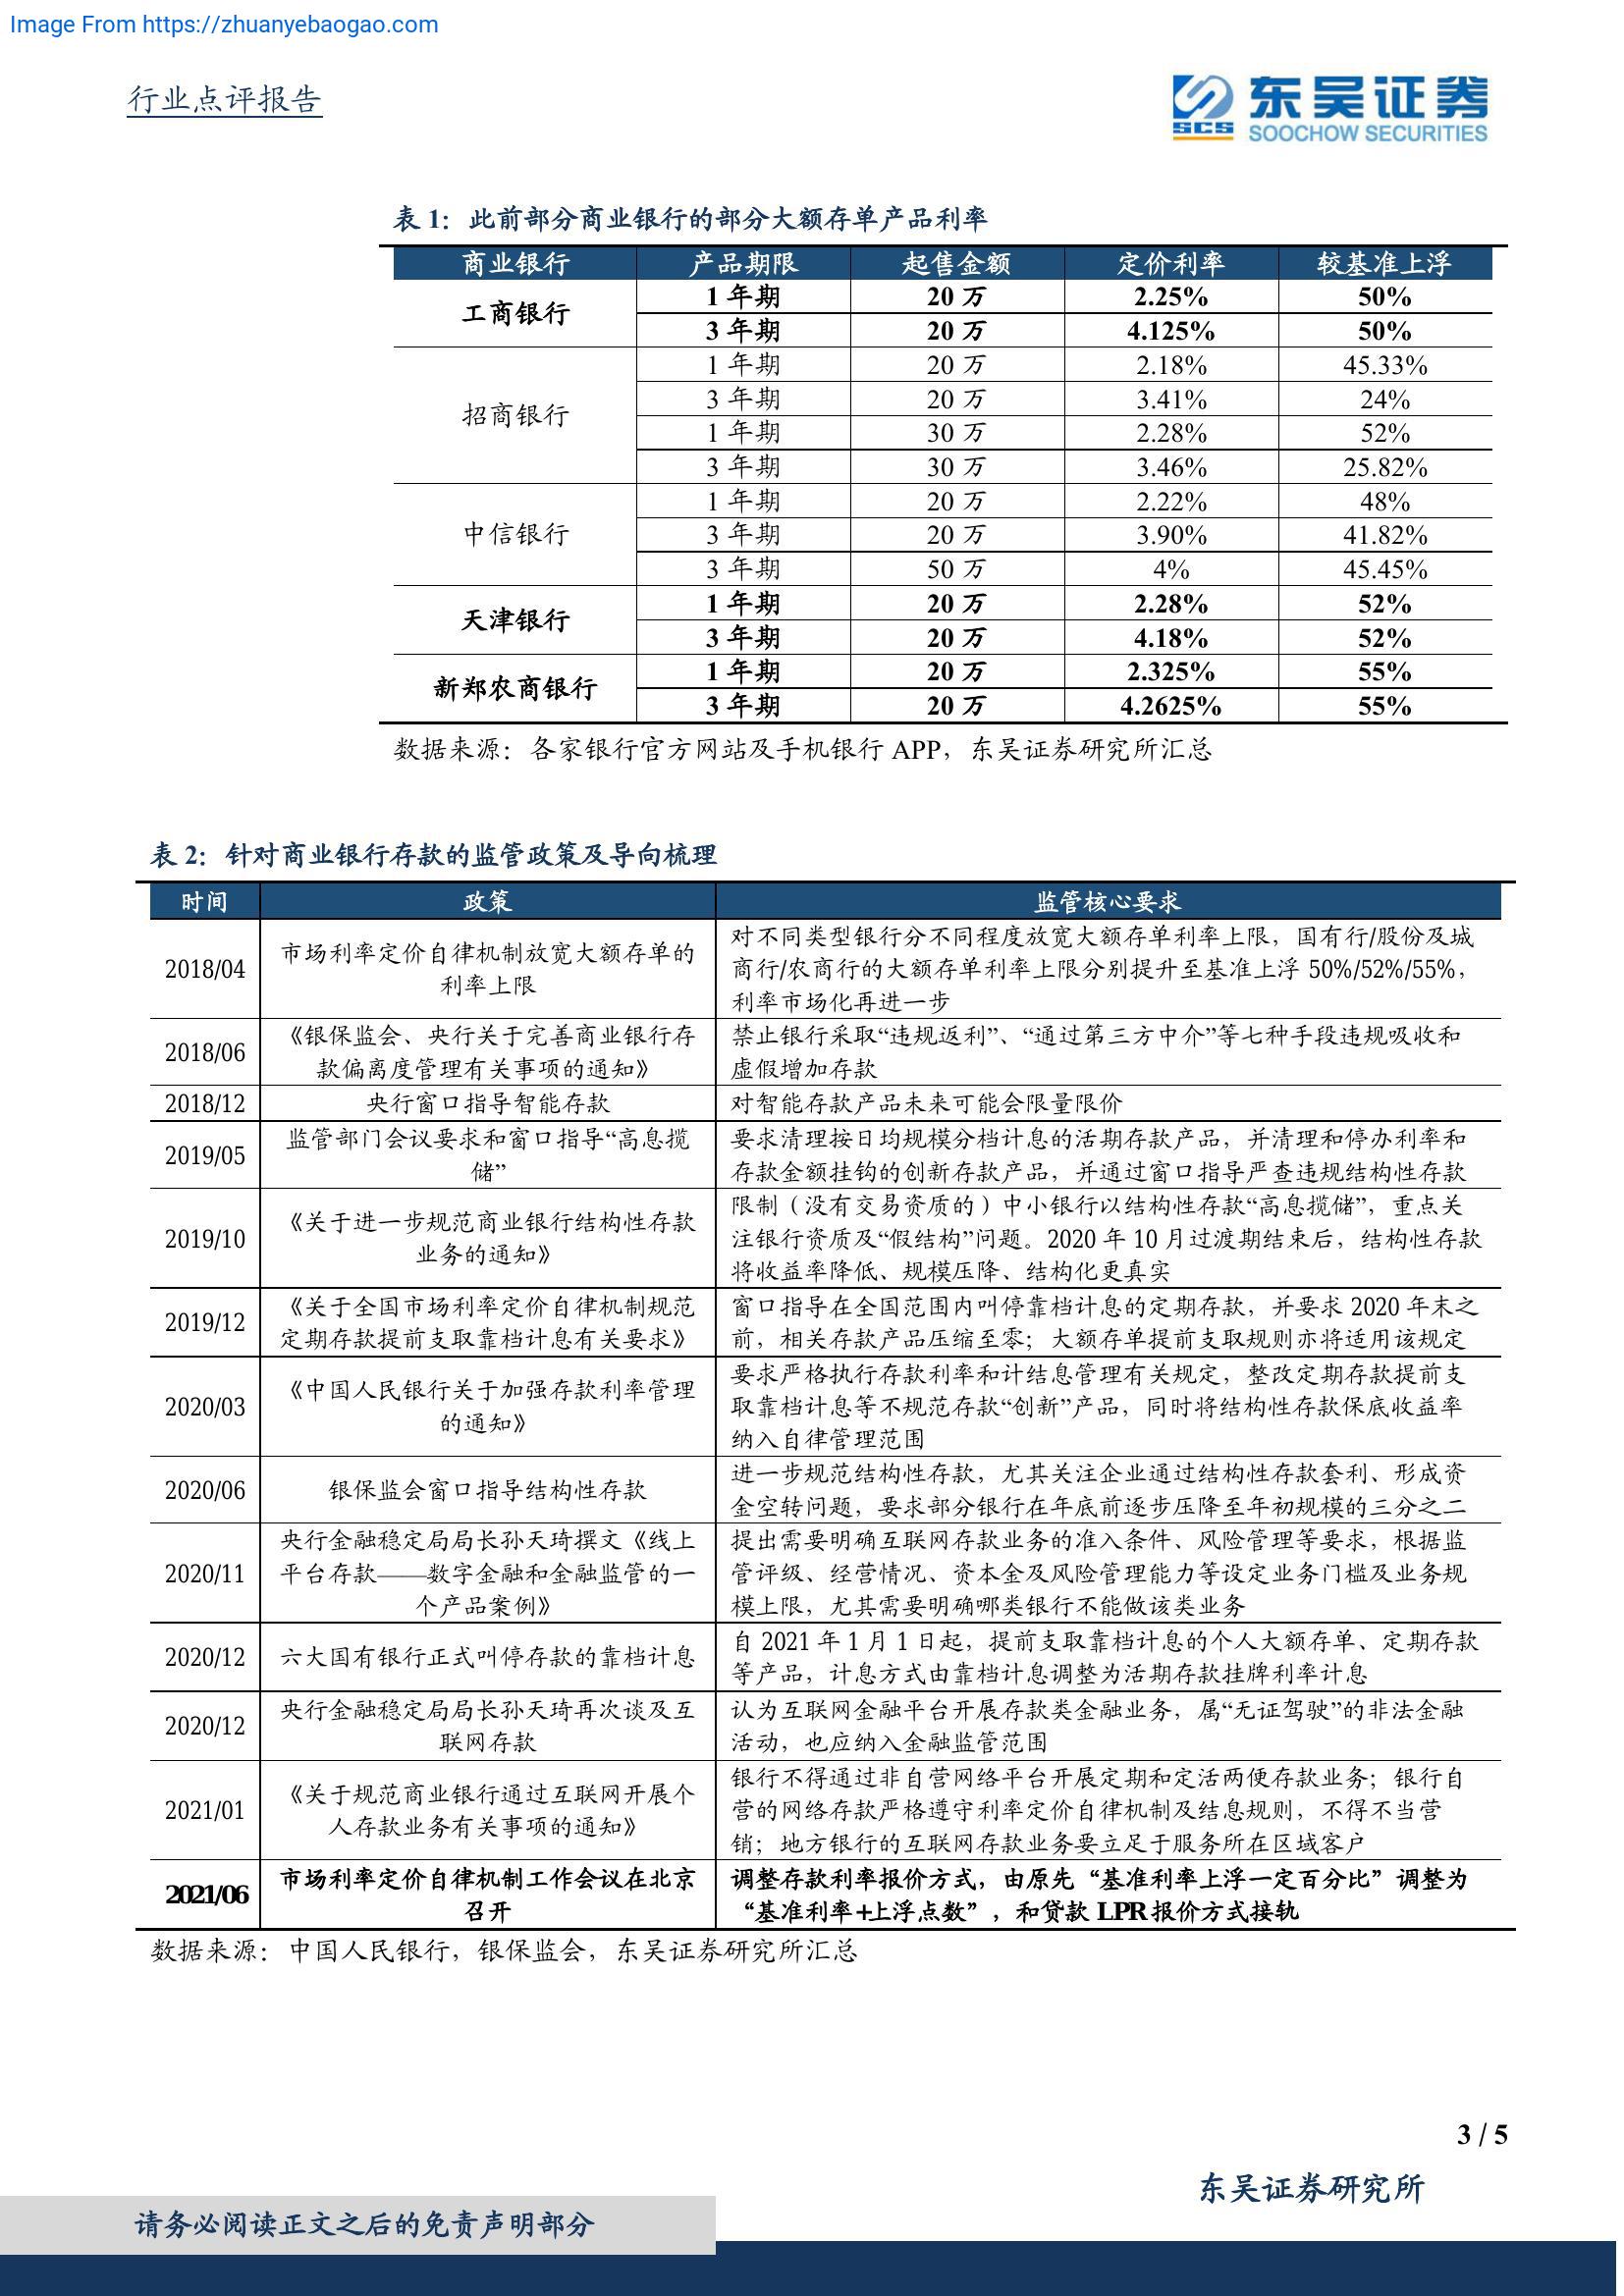 Image From https://zhuanyebaogao.com
行业点评报告
东吴证券
SCS
SOOCHOW SECURITIES
表 1：此前部分商业银行的部分大额存单产品利率
商业银行 产品期限 起售金额 定价利率 较基准上浮
工商银行
1 年期 20 万 2.25% 50%
3 年期 20 万 4.125% 50%
招商银行
1 年期 20 万 2.18% 45.33%
3 年期 20 万 3.41% 24%
1 年期 30 万 2.28% 52%
3 年期 30 万 3.46% 25.82%
中信银行
1 年期 20 万 2.22% 48%
3 年期 20 万 3.90% 41.82%
3 年期 50 万 4% 45.45%
天津银行
1 年期 20 万 2.28% 52%
3 年期 20 万 4.18% 52%
新郑农商银行
1 年期 20 万 2.325% 55%
3 年期 20 万 4.2625% 55%
数据来源：各家银行官方网站及手机银行 APP，东吴证券研究所汇总
表 2：针对商业银行存款的监管政策及导向梳理
时间 政策 监管核心要求
2018/04
市场利率定价自律机制放宽大额存单的
利率上限
对不同类型银行分不同程度放宽大额存单利率上限，国有行/股份及城
商行/农商行的大额存单利率上限分别提升至基准上浮 50%/52%/55%，
利率市场化再进一步
2018/06
《银保监会、央行关于完善商业银行存
款偏离度管理有关事项的通知》
禁止银行采取“违规返利”、“通过第三方中介”等七种手段违规吸收和
虚假增加存款
2018/12 央行窗口指导智能存款 对智能存款产品未来可能会限量限价
2019/05
监管部门会议要求和窗口指导“高息揽
储”
要求清理按日均规模分档计息的活期存款产品，并清理和停办利率和
存款金额挂钩的创新存款产品，并通过窗口指导严查违规结构性存款
2019/10
《关于进一步规范商业银行结构性存款
业务的通知》
限制（没有交易资质的）中小银行以结构性存款“高息揽储”，重点关
注银行资质及“假结构”问题。2020 年 10 月过渡期结束后，结构性存款
将收益率降低、规模压降、结构化更真实
2019/12
《关于全国市场利率定价自律机制规范
定期存款提前支取靠档计息有关要求》
窗口指导在全国范围内叫停靠档计息的定期存款，并要求 2020 年末之
前，相关存款产品压缩至零；大额存单提前支取规则亦将适用该规定
2020/03
《中国人民银行关于加强存款利率管理
的通知》
要求严格执行存款利率和计结息管理有关规定，整改定期存款提前支
取靠档计息等不规范存款“创新”产品，同时将结构性存款保底收益率
纳入自律管理范围
2020/06
银保监会窗口指导结构性存款
进一步规范结构性存款，尤其关注企业通过结构性存款套利、形成资
金空转问题，要求部分银行在年底前逐步压降至年初规模的三分之二
2020/11
央行金融稳定局局长孙天琦撰文《线上
平台存款——数字金融和金融监管的一
个产品案例》
提出需要明确互联网存款业务的准入条件、风险管理等要求，根据监
管评级、经营情况、资本金及风险管理能力等设定业务门槛及业务规
模上限，尤其需要明确哪类银行不能做该类业务
2020/12
六大国有银行正式叫停存款的靠档计息
自 2021 年 1 月 1 日起，提前支取靠档计息的个人大额存单、定期存款
等产品，计息方式由靠档计息调整为活期存款挂牌利率计息
2020/12
央行金融稳定局局长孙天琦再次谈及互
联网存款
认为互联网金融平台开展存款类金融业务，属“无证驾驶”的非法金融
活动，也应纳入金融监管范围
2021/01
《关于规范商业银行通过互联网开展个
人存款业务有关事项的通知》
银行不得通过非自营网络平台开展定期和定活两便存款业务；银行自
营的网络存款严格遵守利率定价自律机制及结息规则，不得不当营
销；地方银行的互联网存款业务要立足于服务所在区域客户
2021/06
市场利率定价自律机制工作会议在北京
召开
调整存款利率报价方式，由原先“基准利率上浮一定百分比”调整为
“基准利率+上浮点数”，和贷款 LPR 报价方式接轨
数据来源：中国人民银行，银保监会，东吴证券研究所汇总
3 / 5
东吴证券研究所
请务必阅读正文之后的免责声明部分